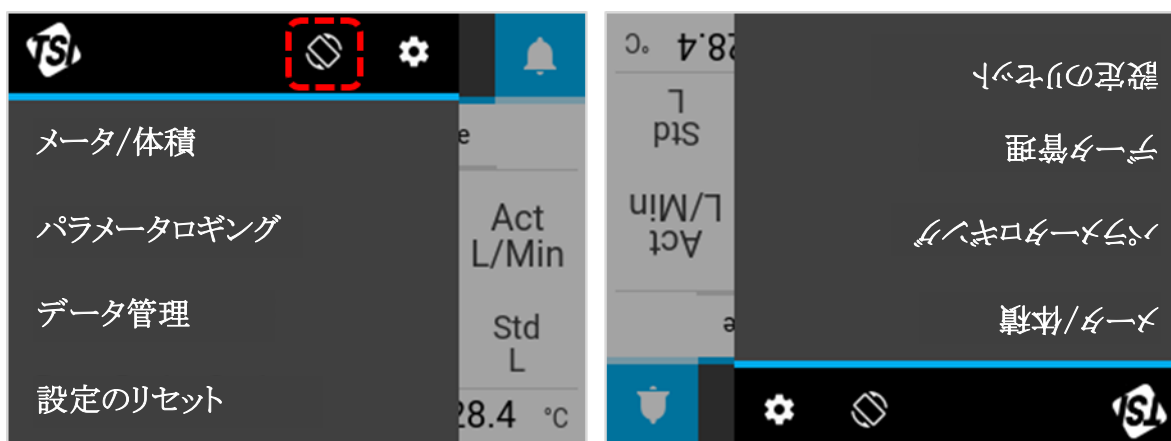 TSI
メータ/体積
パラメータロギング
データ管理
設定のリセット
e
Act
L/Min
Std
L
28.4 °C
28.4 °C
L
Std
L/Min
Act
e
設定のリセット
データ管理
パラメータロギング
メータ/体積
TSI